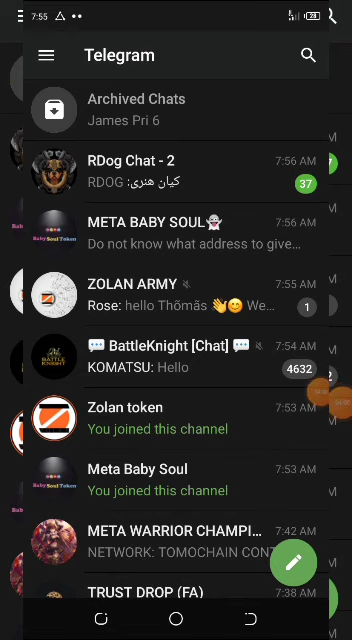 7:55
28
Telegram
Archived Chats
James Pri 6
RDog Chat - 2
7:56 AM
RDOG: کیان هنری
37
META BABY SOUL👻
7:56 AM
Do not know what address to give...
ZOLAN ARMY
7:55 AM
Rose: hello Thõmãs 👋😊 We...
1
💬 BattleKnight [Chat] 💬
7:54 AM
KOMATSU: Hello
4632
Zolan token
7:53 AM
You joined this channel
Meta Baby Soul
7:53 AM
You joined this channel
META WARRIOR CHAMPI...
7:42 AM
NETWORK: TOMOCHAIN CONT
TRUST DROP (FA)
7:38 AM